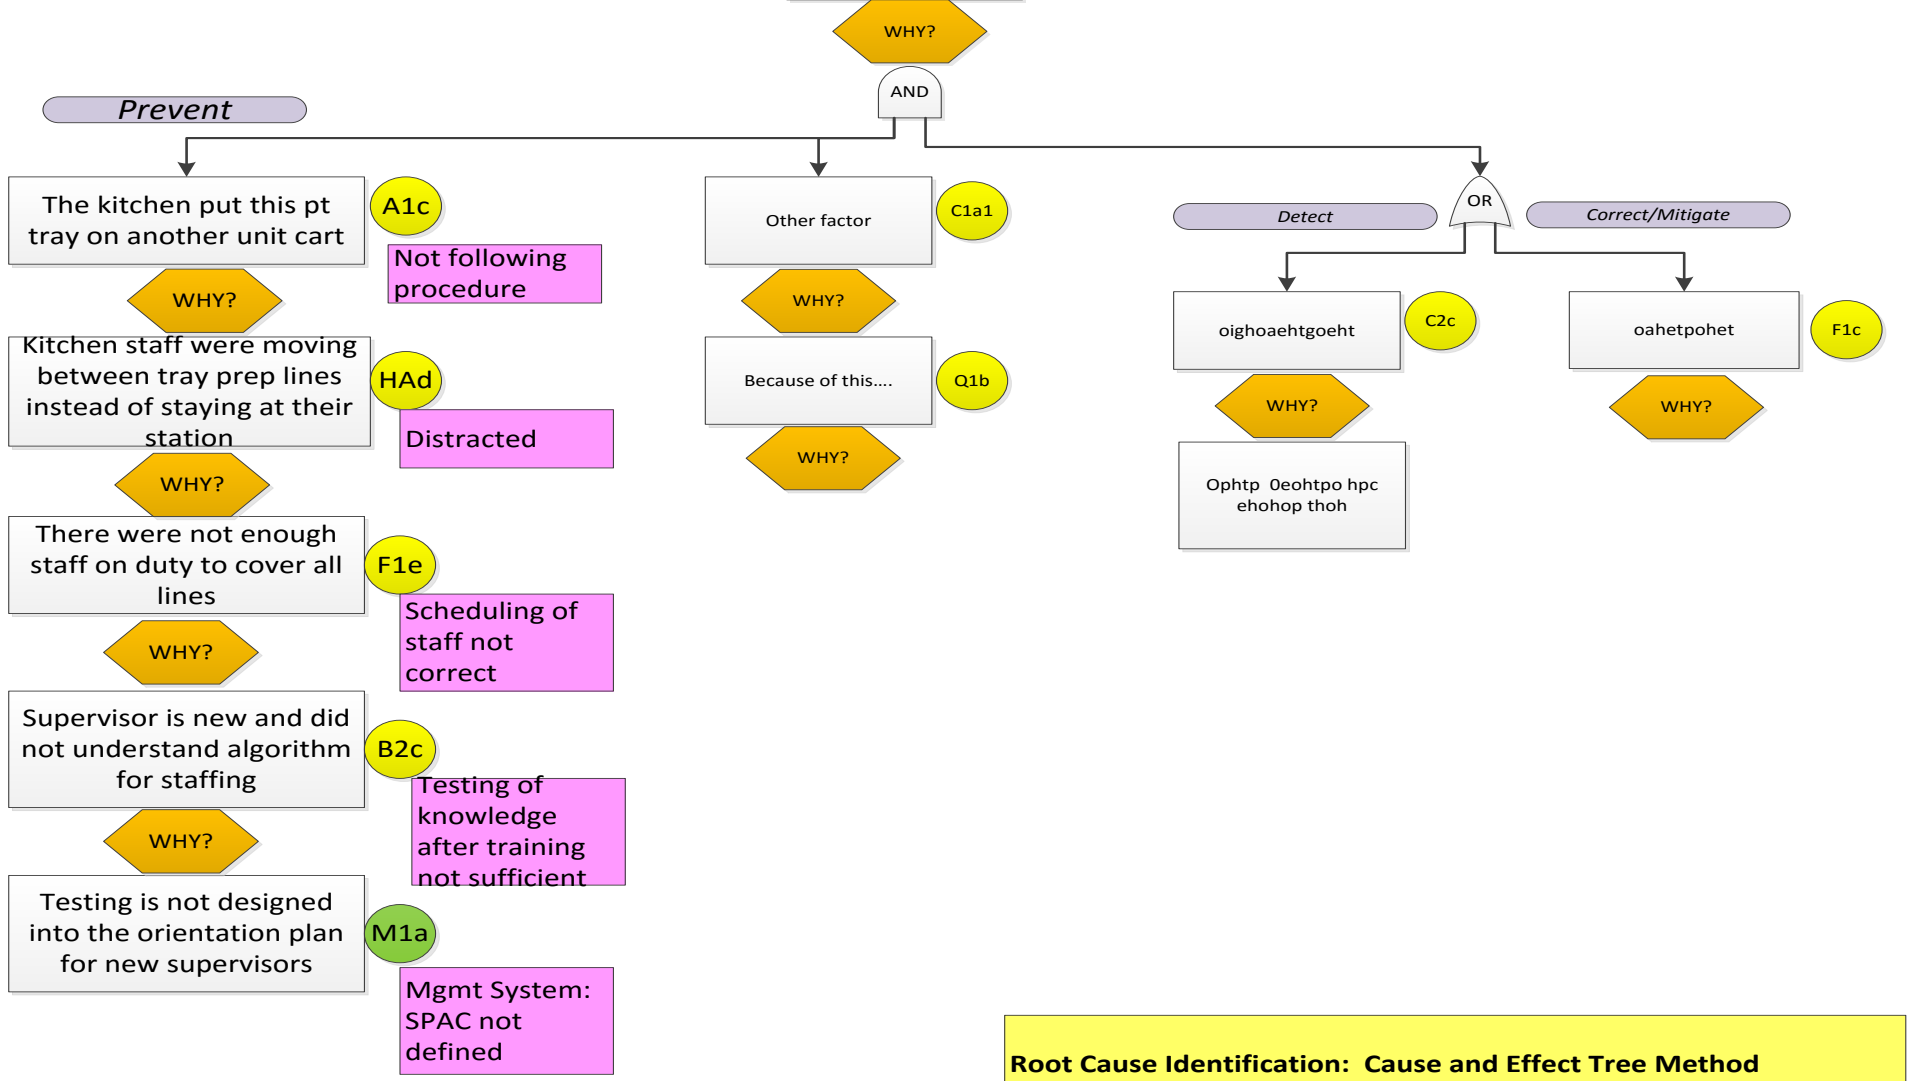 WHY?
AND
Prevent
The kitchen put this pt
tray on another unit cart
A1c
Not following
procedure
WHY?
Kitchen staff were moving
between tray prep lines
instead of staying at their
station
HAd
Distracted
WHY?
There were not enough
staff on duty to cover all
lines
F1e
Scheduling of
staff not
correct
WHY?
Supervisor is new and did
not understand algorithm
for staffing
B2c
Testing of
knowledge
after training
not sufficient
WHY?
Testing is not designed
into the orientation plan
for new supervisors
M1a
Mgmt System:
SPAC not
defined
Other factor
C1a1
WHY?
Because of this....
Q1b
WHY?
OR
Detect
Correct/Mitigate
oighoaehtgoeht
C2c
WHY?
Ophtp 0eohtpo hpc
ehohop thoh
oahetpohet
F1c
WHY?
Root Cause Identification: Cause and Effect Tree Method